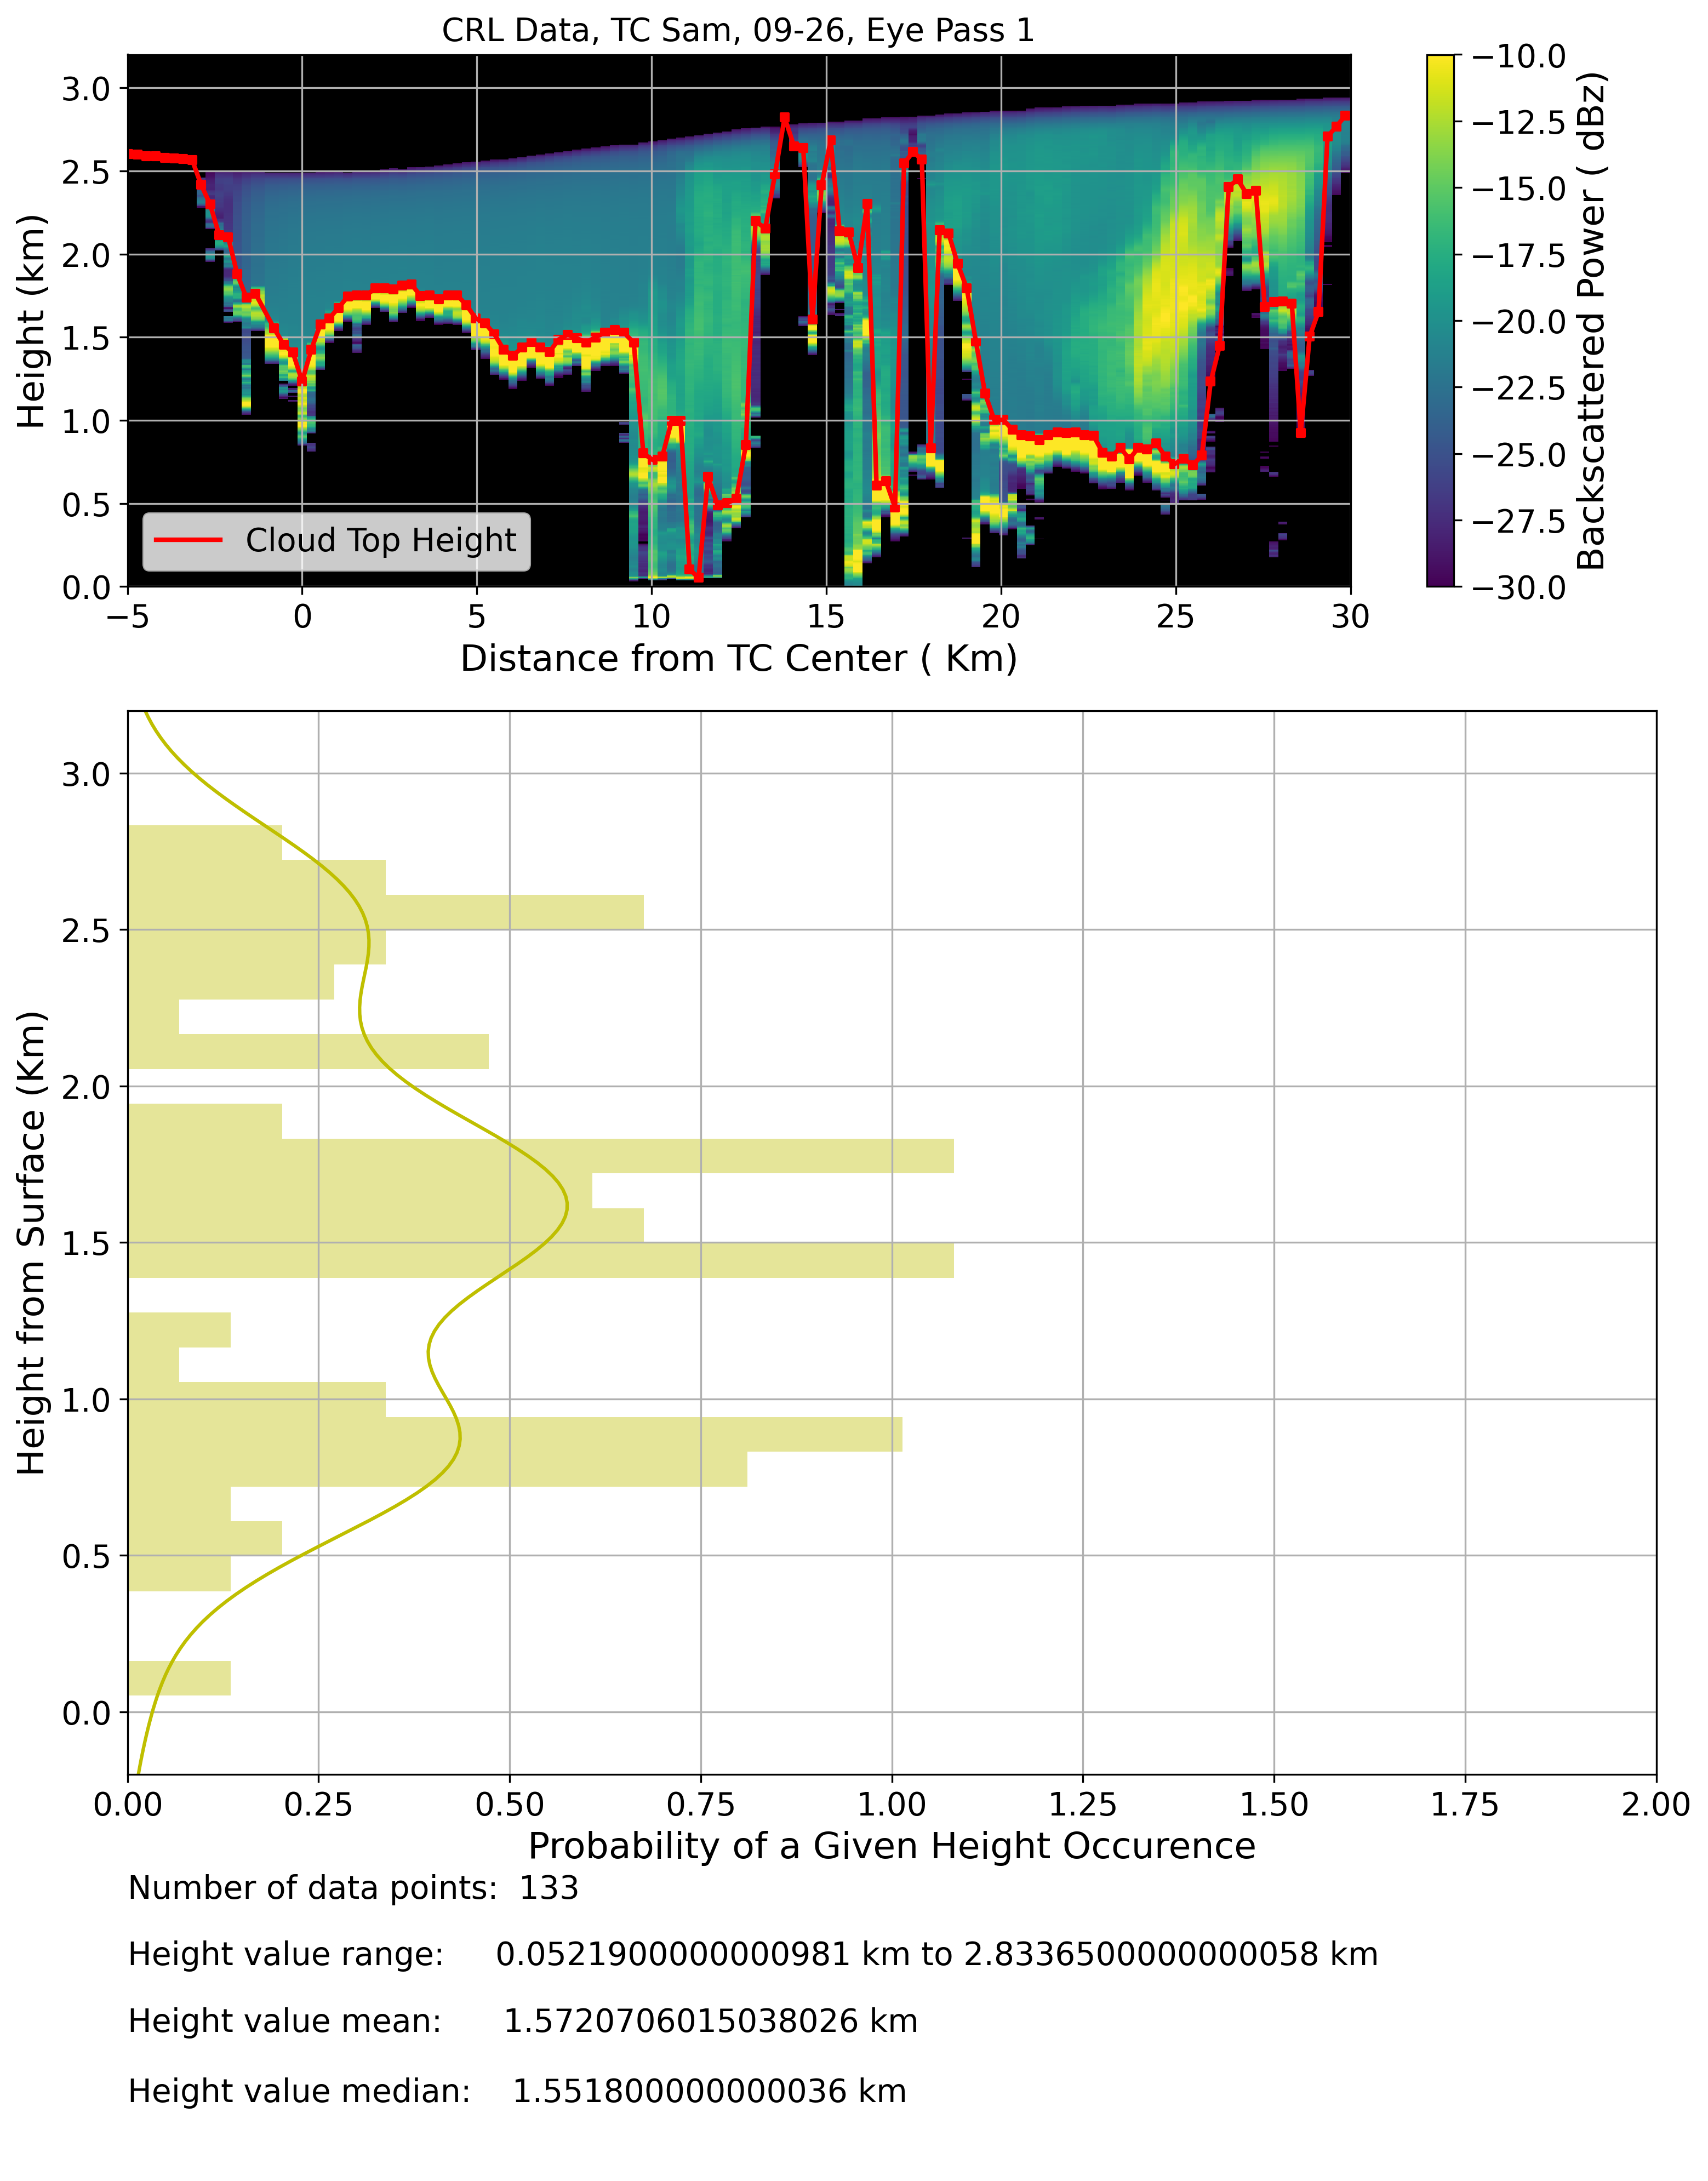 CRL Data, TC Sam, 09-26, Eye Pass 1
3.0
2.5
2.0
1.5
1.0
0.5
0.0
Height (km)
Cloud Top Height
−5 0 5 10 15 20 25 30
Distance from TC Center ( Km)
−10.0
−12.5
−15.0
−17.5
−20.0
−22.5
−25.0
−27.5
−30.0
Backscattered Power ( dBz)
3.0
2.5
2.0
1.5
1.0
0.5
0.0
Height from Surface (Km)
0.00 0.25 0.50 0.75 1.00 1.25 1.50 1.75 2.00
Probability of a Given Height Occurence
Number of data points: 133
Height value range: 0.0521900000000981 km to 2.8336500000000058 km
Height value mean: 1.5720706015038026 km
Height value median: 1.551800000000036 km